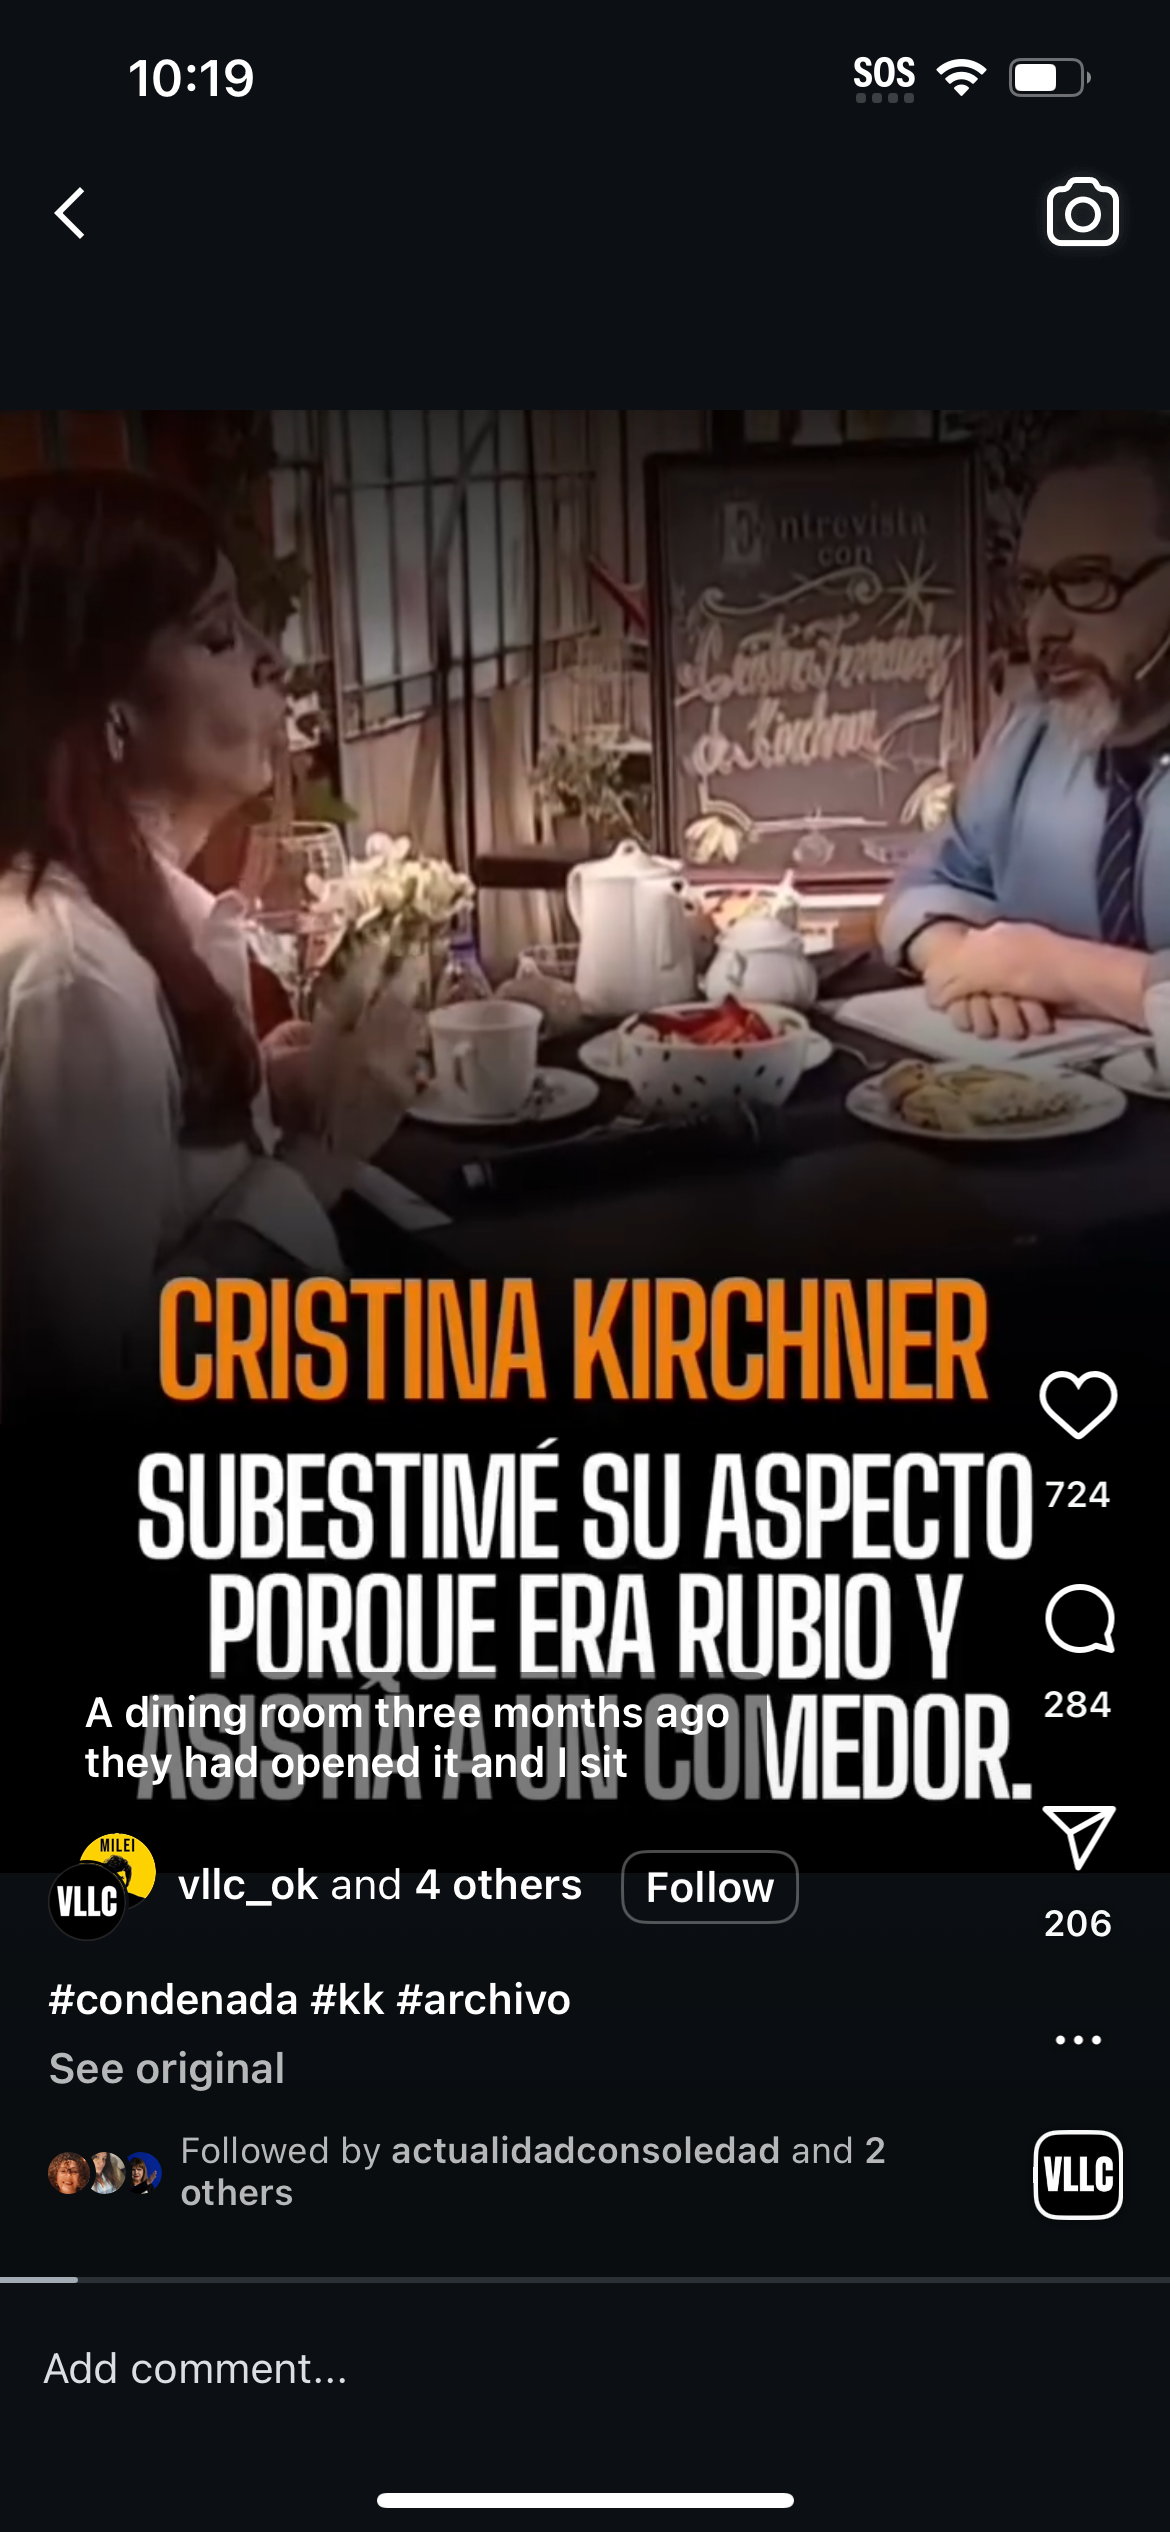 10:19
SOS
Entrevista
con
Cristina Fernández
de Kirchner
CRISTINA KIRCHNER
SUBESTIMÉ SU ASPECTO
PORQUE ERA RUBIO Y
ASISTÍA A UN COMEDOR.
A dining room three months ago
they had opened it and I sit
724
284
206
MILEI
VLLC
vllc_ok and 4 others
Follow
#condenada #kk #archivo
See original
Followed by actualidadconsoledad and 2
others
VLLC
Add comment...